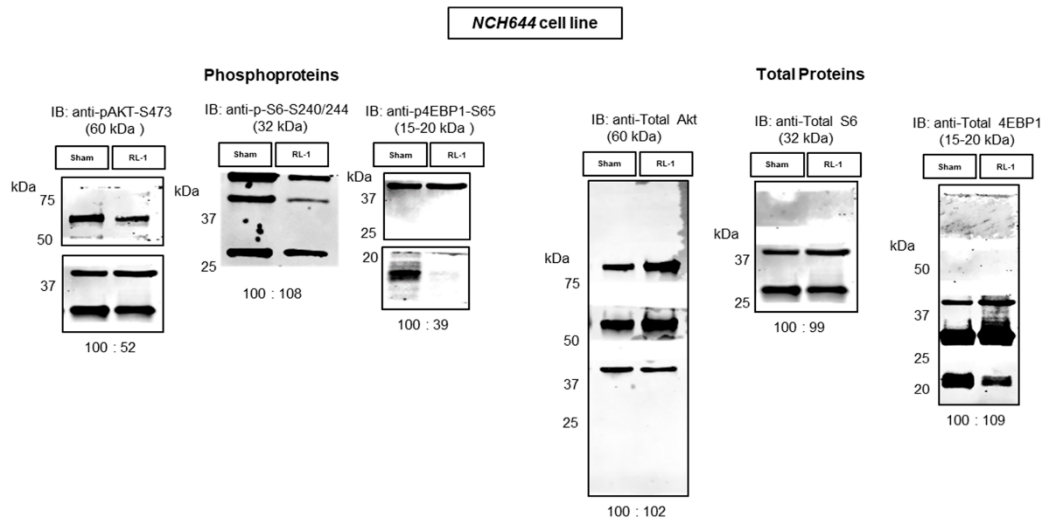 NCH644 cell line
Phosphoproteins
Total Proteins
IB: anti-pAKT-S473
(60 kDa )
IB: anti-p-S6-S240/244
(32 kDa)
IB: anti-p4EBP1-S65
(15-20 kDa )
IB: anti-Total Akt
(60 kDa)
IB: anti-Total S6
(32 kDa)
IB: anti-Total 4EBP1
(15-20 kDa)
Sham RL-1
kDa
75
50
37
100 : 52
Sham RL-1
kDa
37
25
100 : 108
Sham RL-1
kDa
37
25
20
100 : 39
Sham RL-1
kDa
75
50
37
25
100 : 102
Sham RL-1
kDa
37
25
100 : 99
Sham RL-1
kDa
50
37
25
20
100 : 109